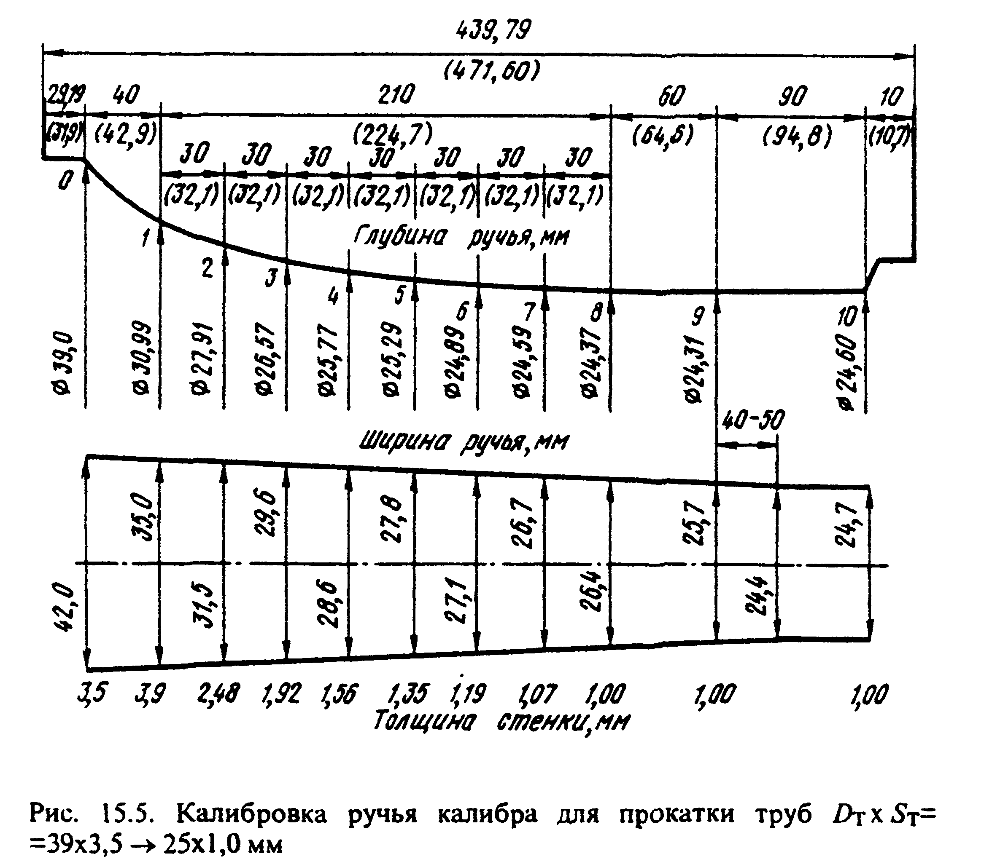 439,79
(471,60)
29,19 40 210 60 90 10
(31,9) (42,9) (224,7) (64,6) (94,8) (10,7)
30 30 30 30 30 30 30
(32,1) (32,1) (32,1) (32,1) (32,1) (32,1) (32,1)
Глубина ручья, мм
0 1 2 3 4 5 6 7 8 9 10
ø39,0 ø30,99 ø27,91 ø26,57 ø25,77 ø25,29 ø24,89 ø24,59 ø24,37 ø24,31 ø24,60
40-50
Ширина ручья, мм
35,0 29,6 27,8 26,7 25,7 24,7
42,0 31,5 28,6 27,1 26,4 24,4
3,5 3,9 2,48 1,92 1,56 1,35 1,19 1,07 1,00 1,00 1,00
Толщина стенки, мм
Рис. 15.5. Калибровка ручья калибра для прокатки труб Dт x Sт=
=39x3,5 → 25x1,0 мм